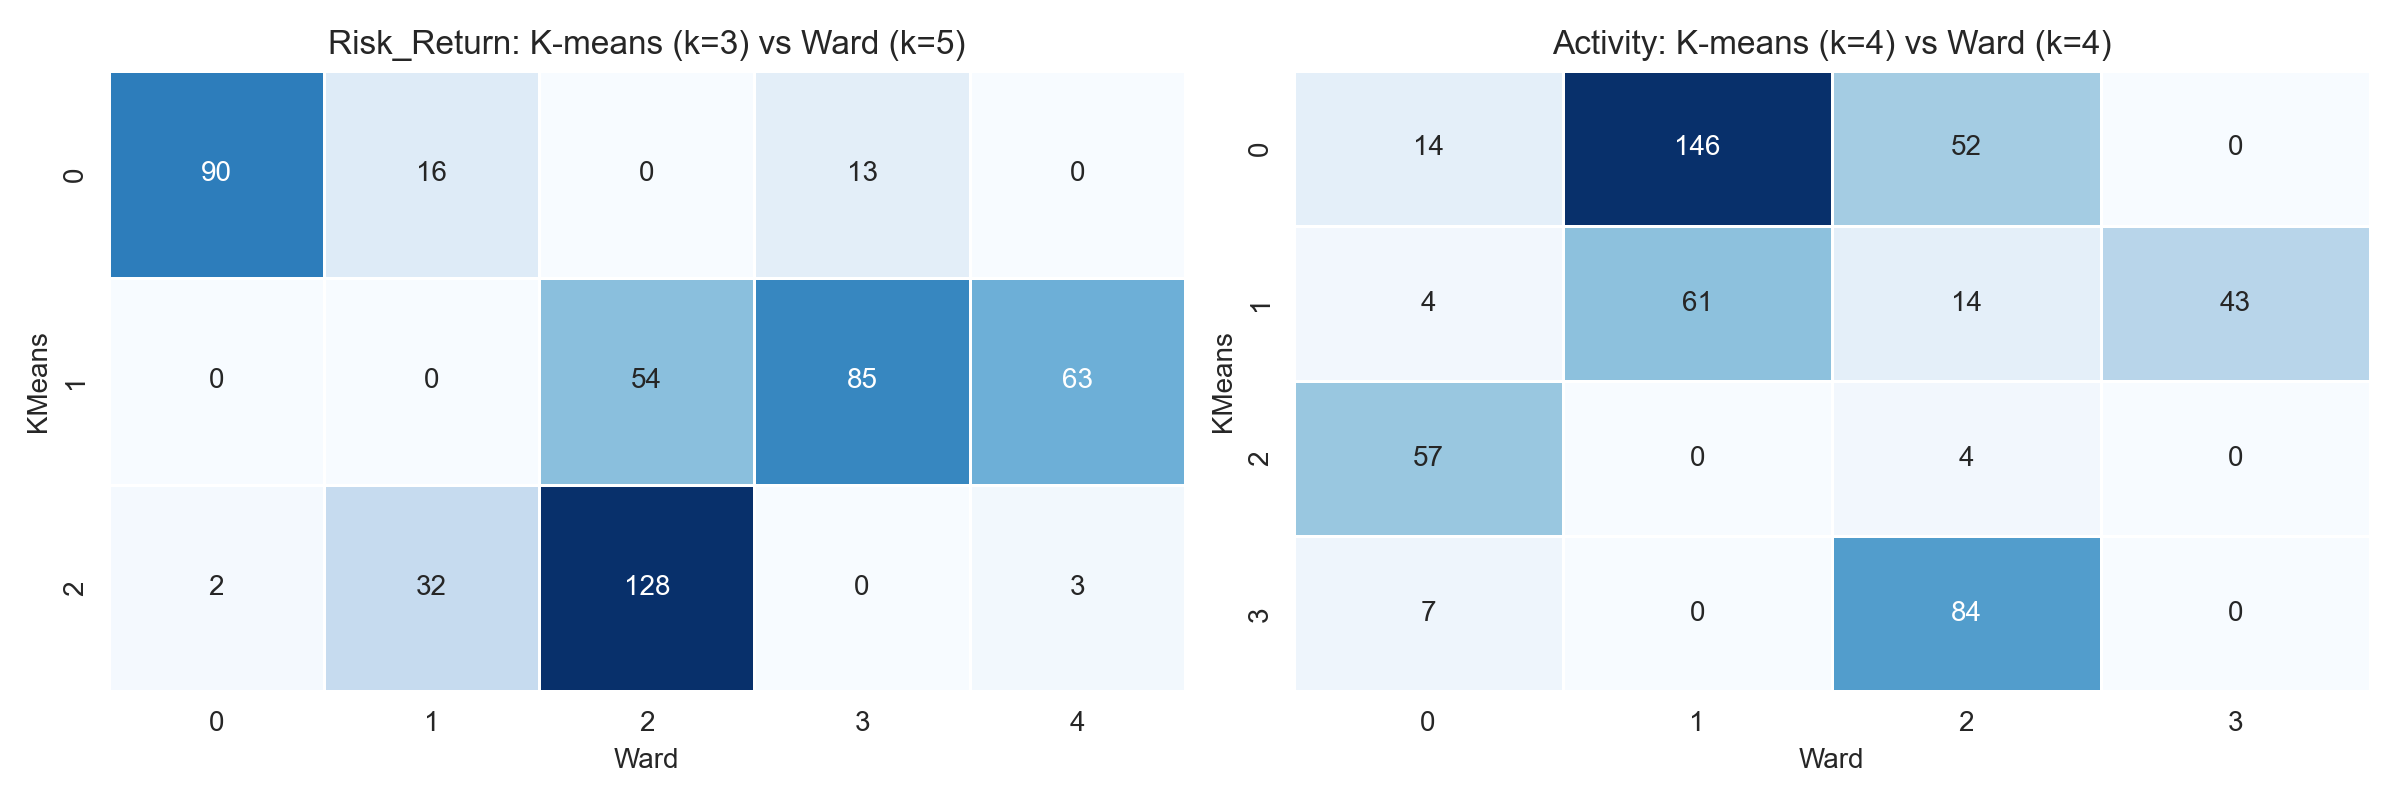 Risk_Return: K-means (k=3) vs Ward (k=5)
KMeans
0 90 16 0 13 0
1 0 0 54 85 63
2 2 32 128 0 3
0 1 2 3 4
Ward
Activity: K-means (k=4) vs Ward (k=4)
KMeans
0 14 146 52 0
1 4 61 14 43
2 57 0 4 0
3 7 0 84 0
0 1 2 3
Ward